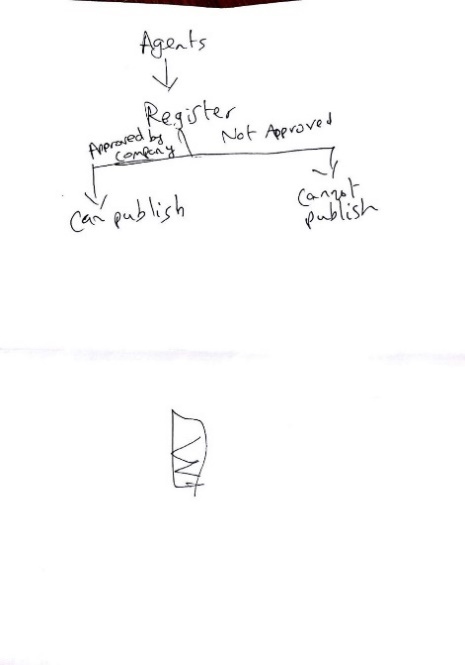 Agents
Register
Approved by
company
Not Approved
Can publish
Cannot
publish